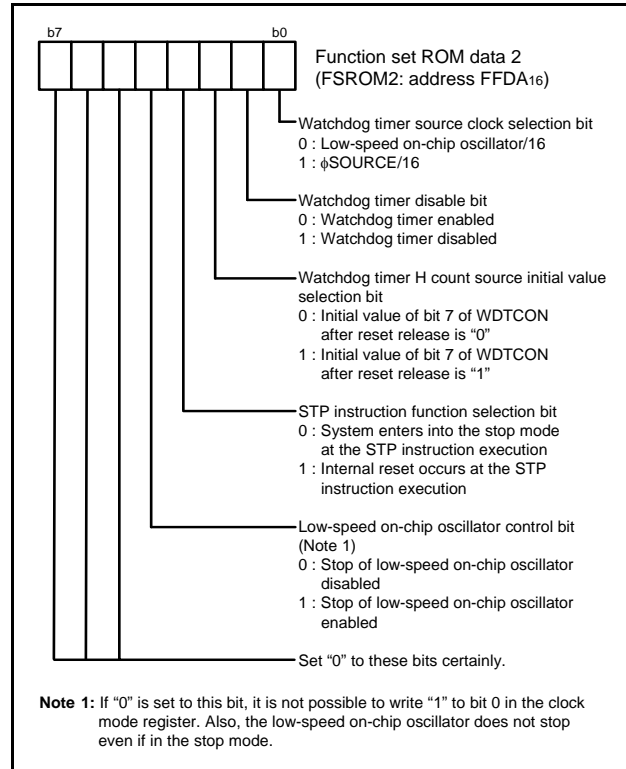 b7 b0
Function set ROM data 2
(FSROM2: address FFDA16)
Watchdog timer source clock selection bit
0 : Low-speed on-chip oscillator/16
1 : ϕSOURCE/16
Watchdog timer disable bit
0 : Watchdog timer enabled
1 : Watchdog timer disabled
Watchdog timer H count source initial value
selection bit
0 : Initial value of bit 7 of WDTCON
after reset release is “0”
1 : Initial value of bit 7 of WDTCON
after reset release is “1”
STP instruction function selection bit
0 : System enters into the stop mode
at the STP instruction execution
1 : Internal reset occurs at the STP
instruction execution
Low-speed on-chip oscillator control bit
(Note 1)
0 : Stop of low-speed on-chip oscillator
disabled
1 : Stop of low-speed on-chip oscillator
enabled
Set “0” to these bits certainly.
Note 1: If “0” is set to this bit, it is not possible to write “1” to bit 0 in the clock
mode register. Also, the low-speed on-chip oscillator does not stop
even if in the stop mode.